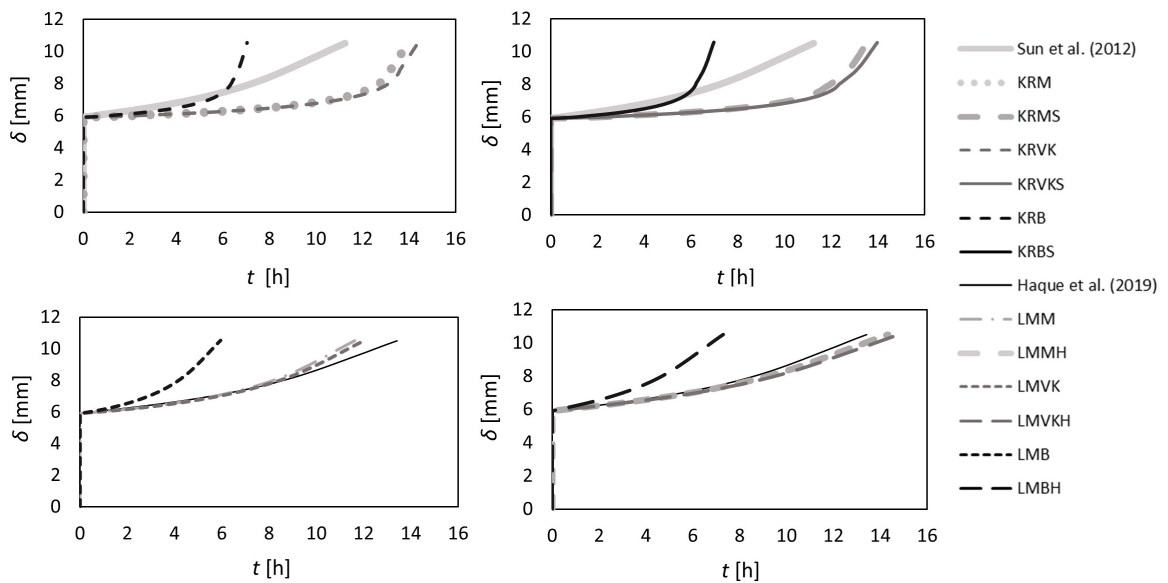 12
10
8
6
4
2
0
δ [mm]
0 2 4 6 8 10 12 14 16
t [h]
12
10
8
6
4
2
0
δ [mm]
0 2 4 6 8 10 12 14 16
t [h]
12
10
8
6
4
2
0
δ [mm]
0 2 4 6 8 10 12 14 16
t [h]
12
10
8
6
4
2
0
δ [mm]
0 2 4 6 8 10 12 14 16
t [h]
Sun et al. (2012)
KRM
KRMS
KRVK
KRVKS
KRB
KRBS
Haque et al. (2019)
LMM
LMMH
LMVK
LMVKH
LMB
LMBH